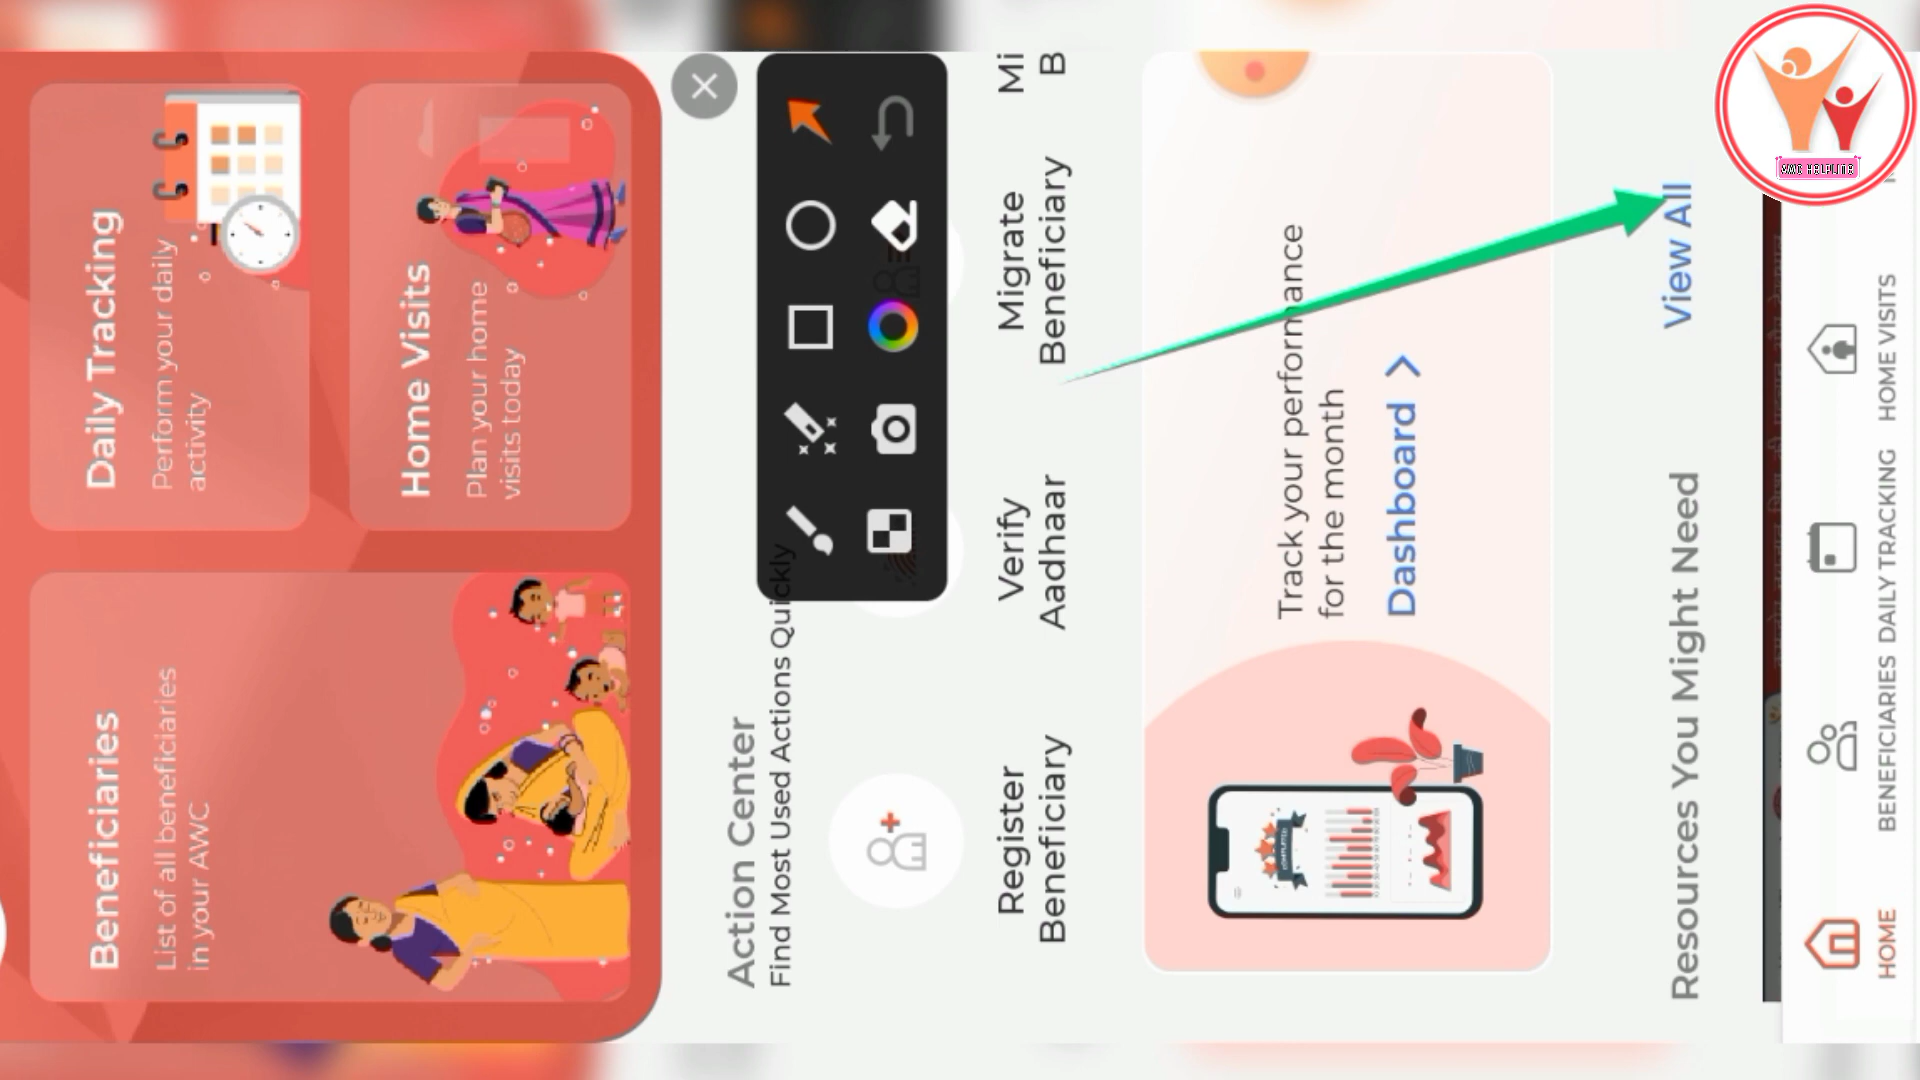 Beneficiaries
List of all beneficiaries
in your AWC
Daily Tracking
Perform your daily
activity
Home Visits
Plan your home
visits today
Action Center
Find Most Used Actions Quickly
Register
Beneficiary
Verify
Aadhaar
Migrate
Beneficiary
Mi
B
Track your performance
for the month
Dashboard
Resources You Might Need
View All
HOME
BENEFICIARIES
DAILY TRACKING
HOME VISITS